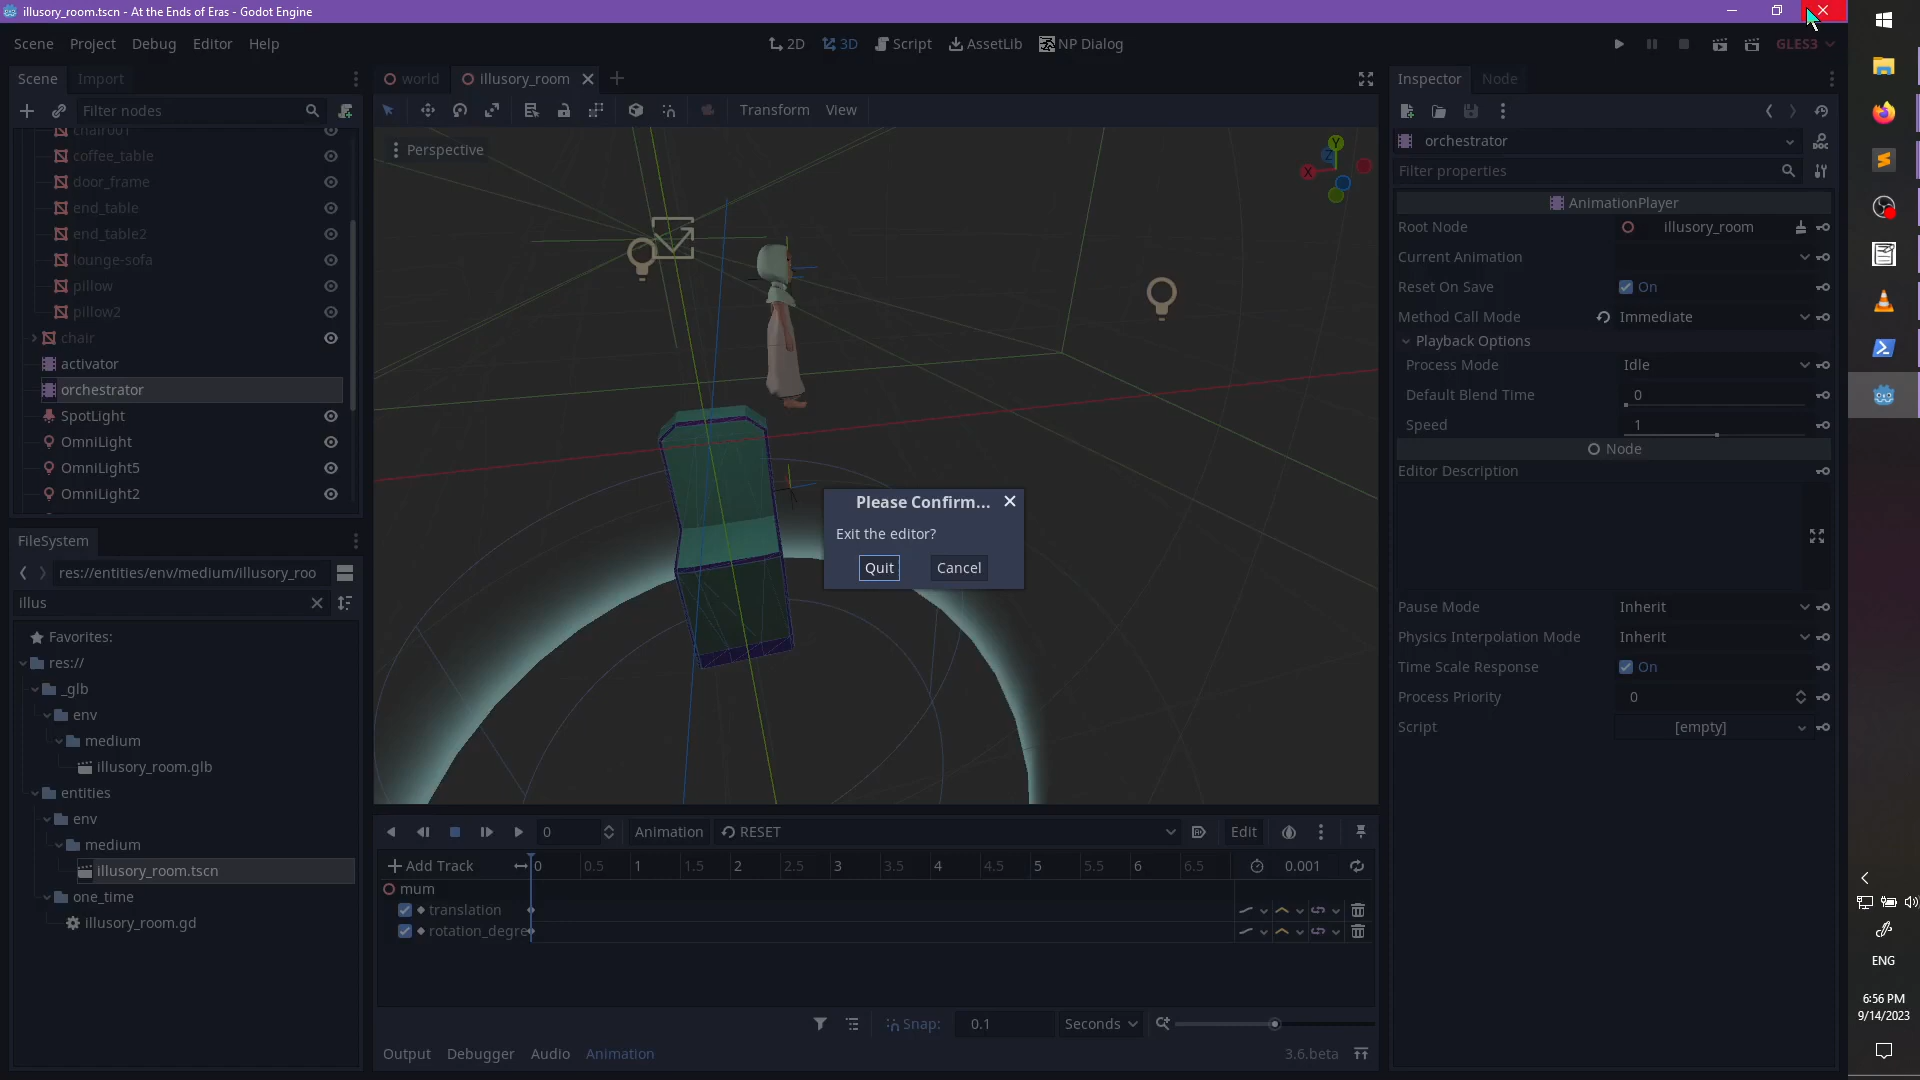 illusory_room.tscn - At the Ends of Eras - Godot Engine
Scene Project Debug Editor Help
2D 3D Script AssetLib NP Dialog
GLES3
Scene Import
Filter nodes
chair001
coffee_table
door_frame
end_table
end_table2
lounge-sofa
pillow
pillow2
chair
activator
orchestrator
SpotLight
OmniLight
OmniLight5
OmniLight2
FileSystem
res://entities/env/medium/illusory_roo
illus
Favorites:
res://
_glb
env
medium
illusory_room.glb
entities
env
medium
illusory_room.tscn
one_time
illusory_room.gd
world illusory_room
Transform View
Perspective
Y
Z
X
Please Confirm...
Exit the editor?
Quit Cancel
0 Animation RESET Edit
Add Track 0 0.5 1 1.5 2 2.5 3 3.5 4 4.5 5 5.5 6 6.5 0.001
mum
translation
rotation_degre
Snap: 0.1 Seconds
Output Debugger Audio Animation 3.6.beta
Inspector Node
orchestrator
Filter properties
AnimationPlayer
Root Node illusory_room
Current Animation
Reset On Save On
Method Call Mode Immediate
Playback Options
Process Mode Idle
Default Blend Time 0
Speed 1
Node
Editor Description
Pause Mode Inherit
Physics Interpolation Mode Inherit
Time Scale Response On
Process Priority 0
Script [empty]
ENG
6:56 PM
9/14/2023